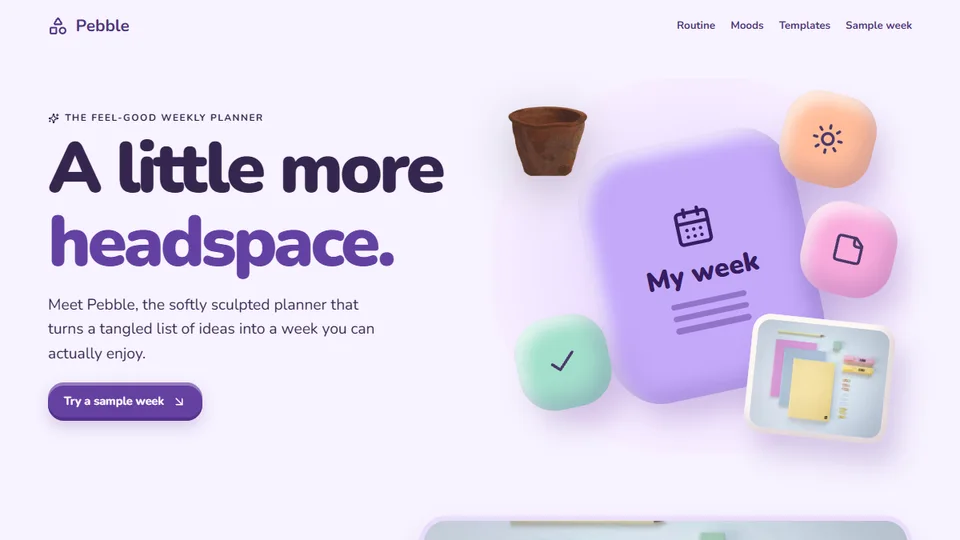 Pebble
Routine Moods Templates Sample week
THE FEEL-GOOD WEEKLY PLANNER
A little more
headspace.
Meet Pebble, the softly sculpted planner that
turns a tangled list of ideas into a week you can
actually enjoy.
Try a sample week
My week